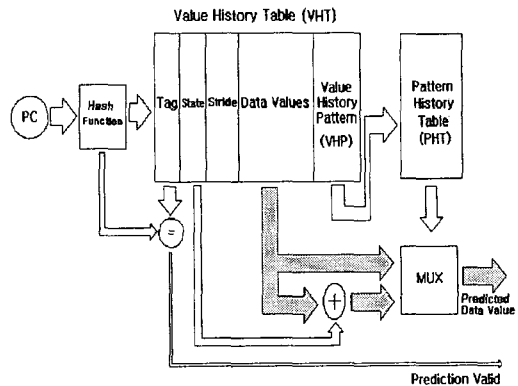 Value History Table (VHT)
PC
Hash
Function
Tag
State
Stride
Data Values
Value
History
Pattern
(VHP)
Pattern
History
Table
(PHT)
=
+
MUX
Predicted
Data Value
Prediction Valid